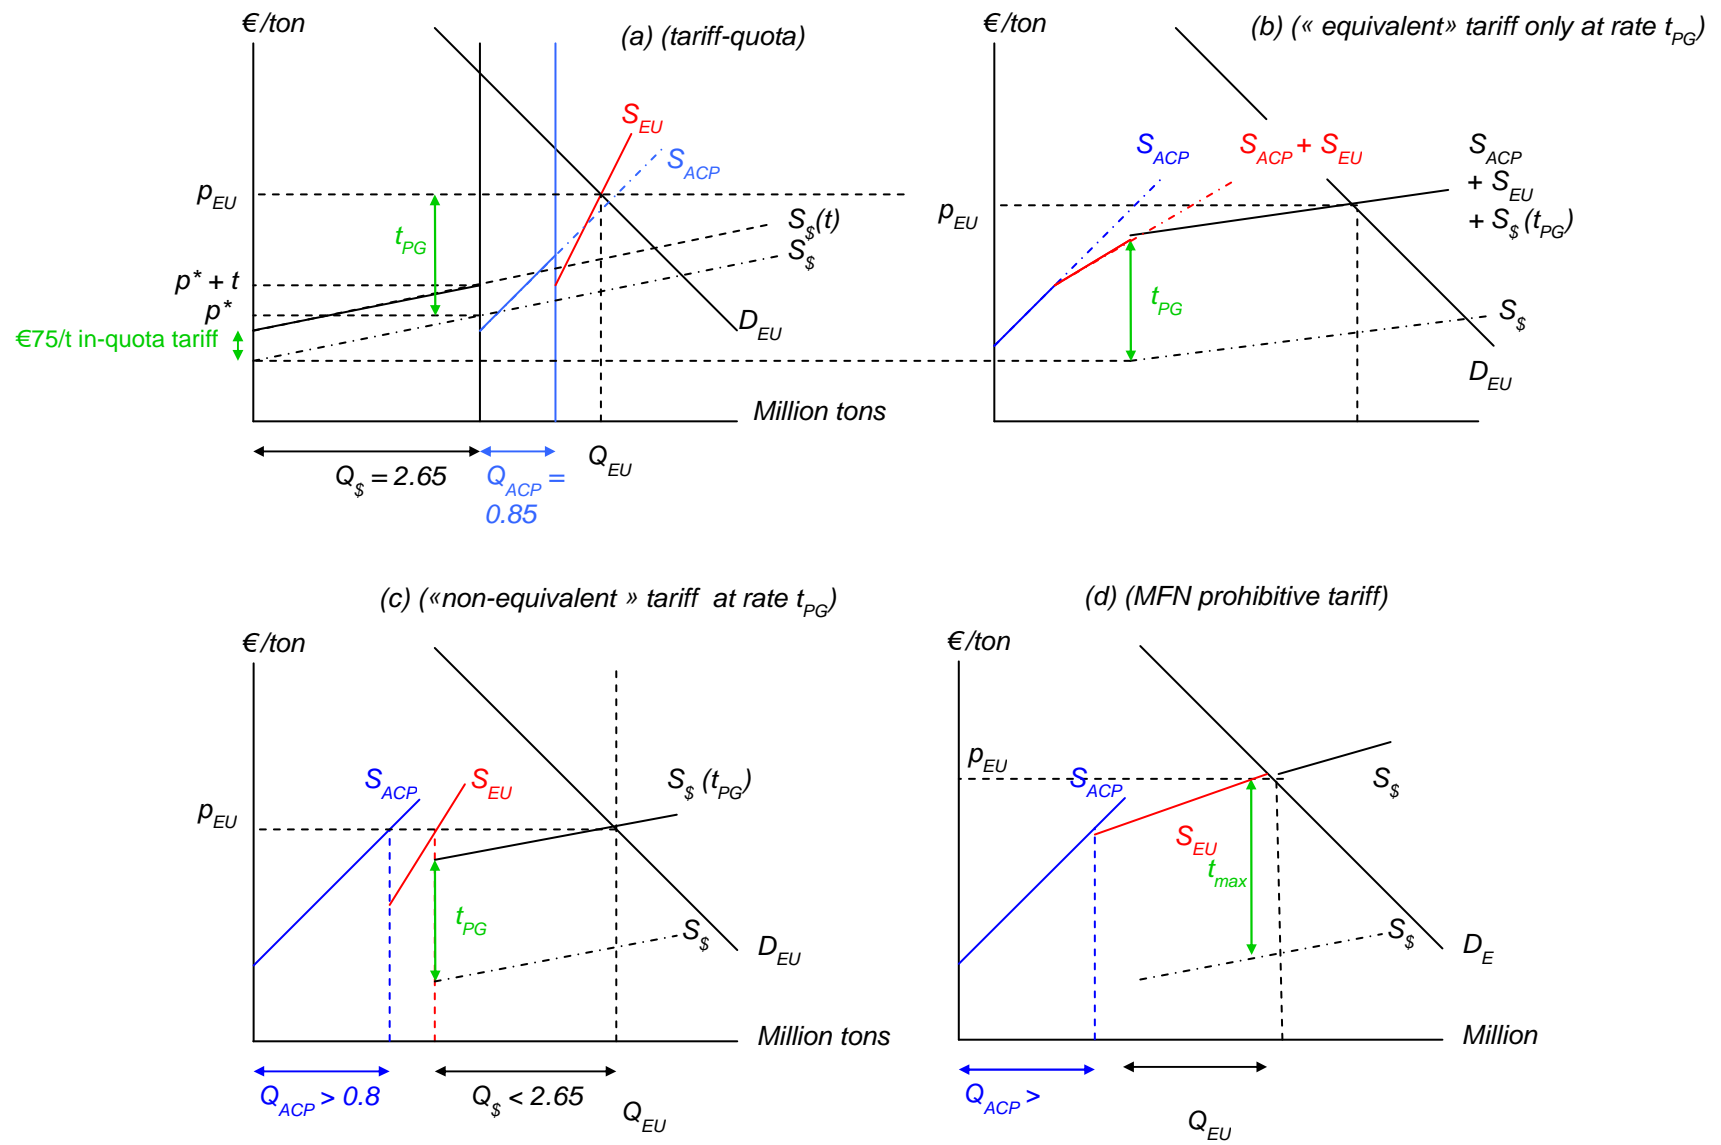 €/ton
(a) (tariff-quota)
S_EU
S_ACP
p_EU
t_PG
S_$(t)
S_$
p* + t
p*
€75/t in-quota tariff
D_EU
Million tons
Q_$ = 2.65
Q_ACP =
0.85
Q_EU
€/ton
(b) (« equivalent» tariff only at rate t_PG)
S_ACP
S_ACP + S_EU
S_ACP
+ S_EU
+ S_$(t_PG)
p_EU
t_PG
S_$
D_EU
(c) («non-equivalent » tariff at rate t_PG)
€/ton
S_ACP
S_EU
S_$ (t_PG)
p_EU
t_PG
S_$
D_EU
Million tons
Q_ACP > 0.8
Q_$ < 2.65
Q_EU
(d) (MFN prohibitive tariff)
€/ton
p_EU
S_ACP
S_$
S_EU
t_max
S_$
D_E
Million
Q_ACP >
Q_EU